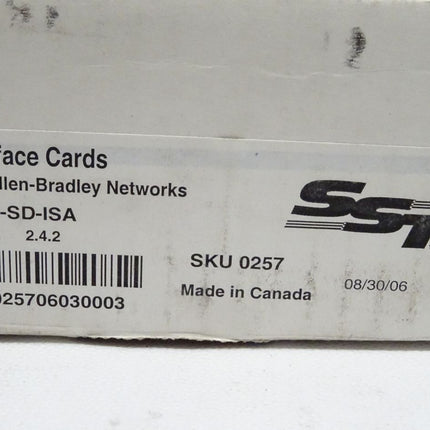 face Cards
llen-Bradley Networks
-SD-ISA
2.4.2
025706030003
SKU 0257
Made in Canada
SST
08/30/06